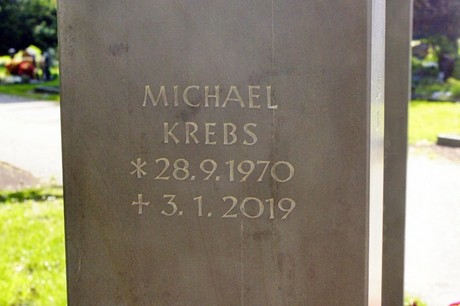 MICHAEL
KREBS
* 28.9.1970
† 3.1.2019